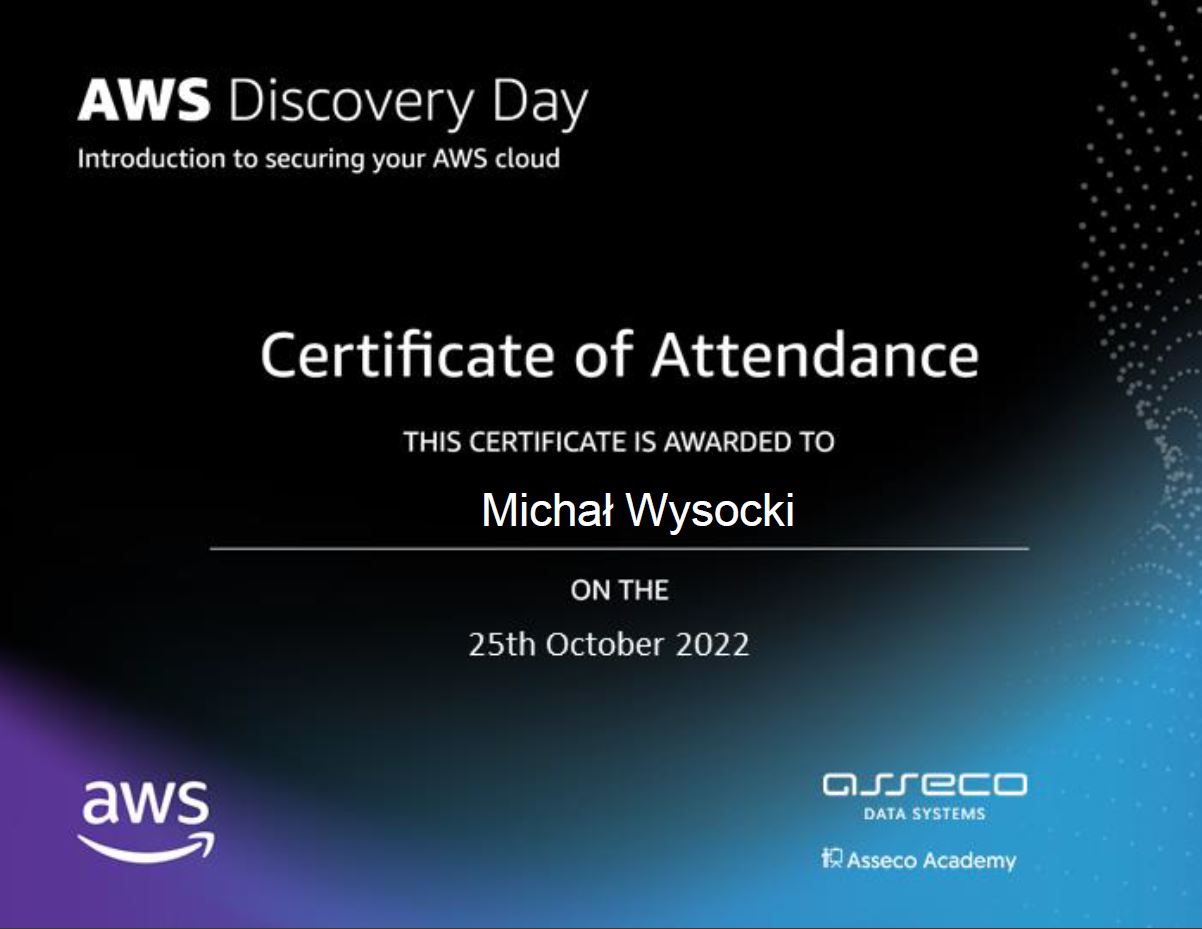 AWS Discovery Day
Introduction to securing your AWS cloud
Certificate of Attendance
THIS CERTIFICATE IS AWARDED TO
Michał Wysocki
ON THE
25th October 2022
aws
asseco
DATA SYSTEMS
Asseco Academy